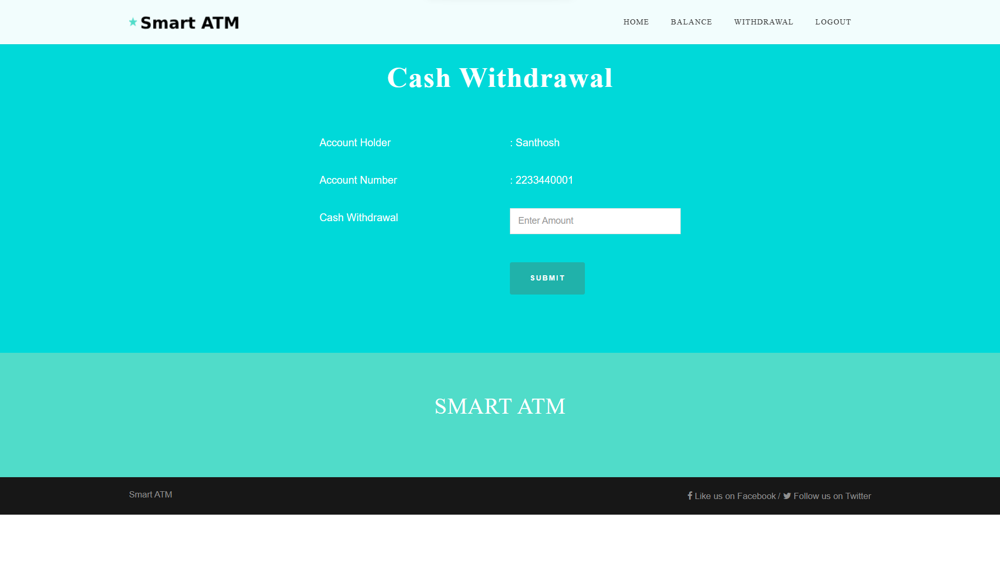 Smart ATM
HOME BALANCE WITHDRAWAL LOGOUT
Cash Withdrawal
Account Holder : Santhosh
Account Number : 2233440001
Cash Withdrawal Enter Amount
SUBMIT
SMART ATM
Smart ATM Like us on Facebook / Follow us on Twitter